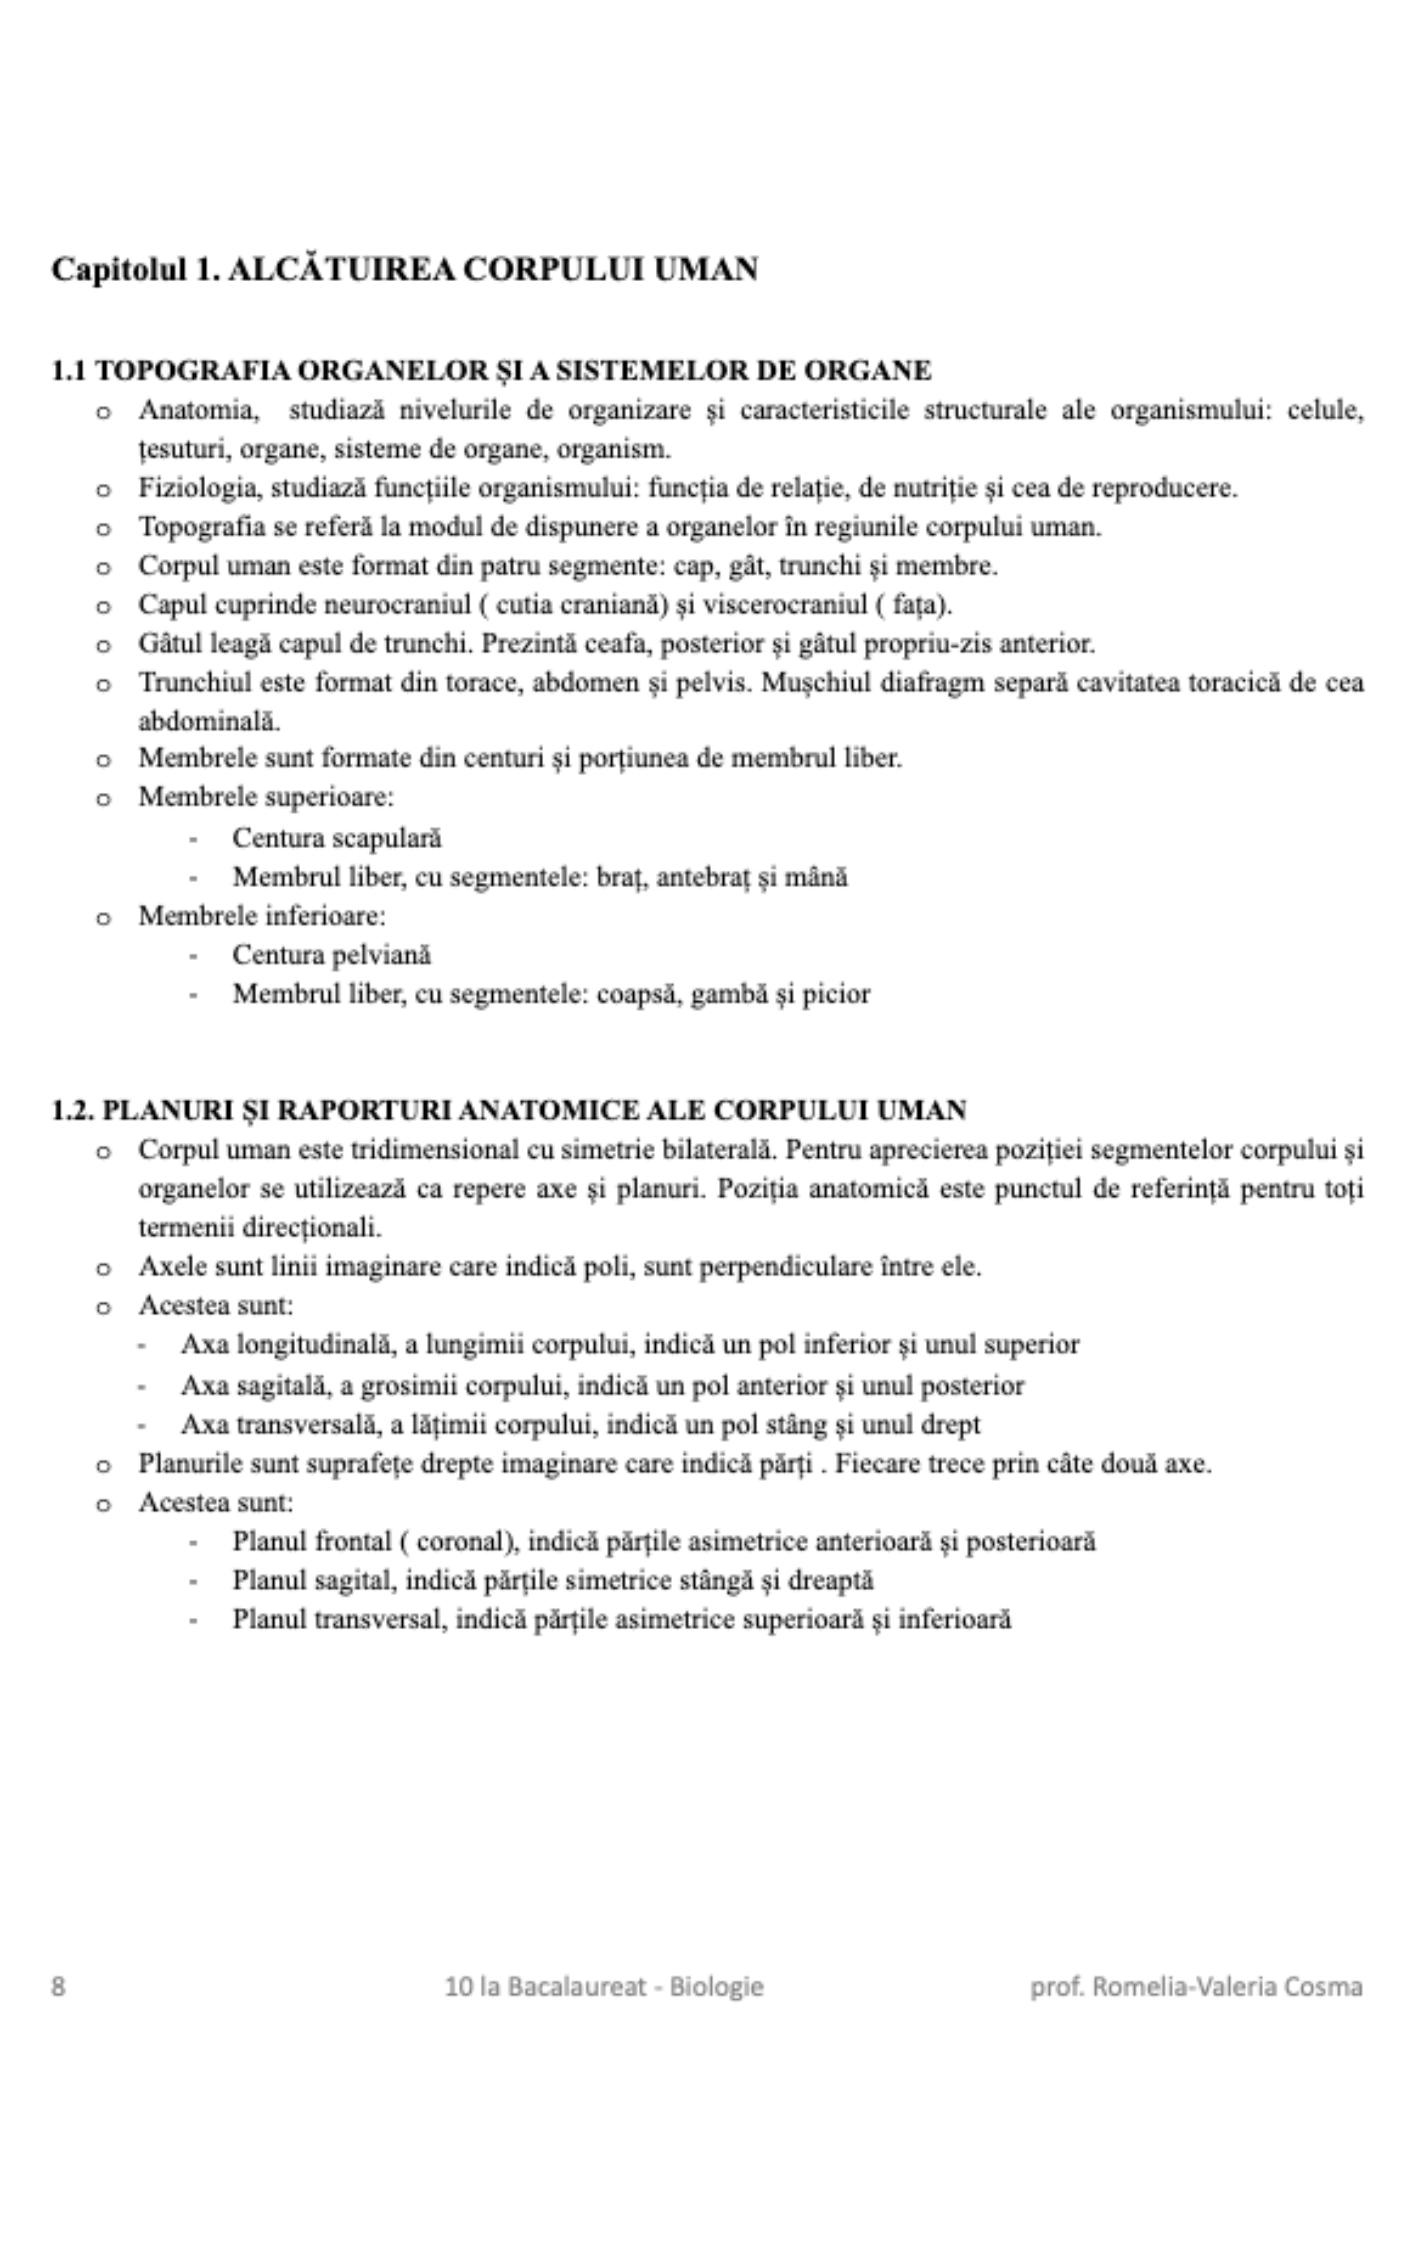 Capitolul 1. ALCĂTUIREA CORPULUI UMAN
1.1 TOPOGRAFIA ORGANELOR ȘI A SISTEMELOR DE ORGANE
o Anatomia, studiază nivelurile de organizare și caracteristicile structurale ale organismului: celule,
țesuturi, organe, sisteme de organe, organism.
o Fiziologia, studiază funcțiile organismului: funcția de relație, de nutriție și cea de reproducere.
o Topografia se referă la modul de dispunere a organelor în regiunile corpului uman.
o Corpul uman este format din patru segmente: cap, gât, trunchi și membre.
o Capul cuprinde neurocraniul ( cutia craniană) și viscerocraniul ( fața).
o Gâtul leagă capul de trunchi. Prezintă ceafa, posterior și gâtul propriu-zis anterior.
o Trunchiul este format din torace, abdomen și pelvis. Mușchiul diafragm separă cavitatea toracică de cea
abdominală.
o Membrele sunt formate din centuri și porțiunea de membrul liber.
o Membrele superioare:
- Centura scapulară
- Membrul liber, cu segmentele: braț, antebraț și mână
o Membrele inferioare:
- Centura pelviană
- Membrul liber, cu segmentele: coapsă, gambă și picior
1.2. PLANURI ȘI RAPORTURI ANATOMICE ALE CORPULUI UMAN
o Corpul uman este tridimensional cu simetrie bilaterală. Pentru aprecierea poziției segmentelor corpului și
organelor se utilizează ca repere axe și planuri. Poziția anatomică este punctul de referință pentru toți
termenii direcționali.
o Axele sunt linii imaginare care indică poli, sunt perpendiculare între ele.
o Acestea sunt:
- Axa longitudinală, a lungimii corpului, indică un pol inferior și unul superior
- Axa sagitală, a grosimii corpului, indică un pol anterior și unul posterior
- Axa transversală, a lățimii corpului, indică un pol stâng și unul drept
o Planurile sunt suprafețe drepte imaginare care indică părți . Fiecare trece prin câte două axe.
o Acestea sunt:
- Planul frontal ( coronal), indică părțile asimetrice anterioară și posterioară
- Planul sagital, indică părțile simetrice stângă și dreaptă
- Planul transversal, indică părțile asimetrice superioară și inferioară
8 10 la Bacalaureat - Biologie prof. Romelia-Valeria Cosma